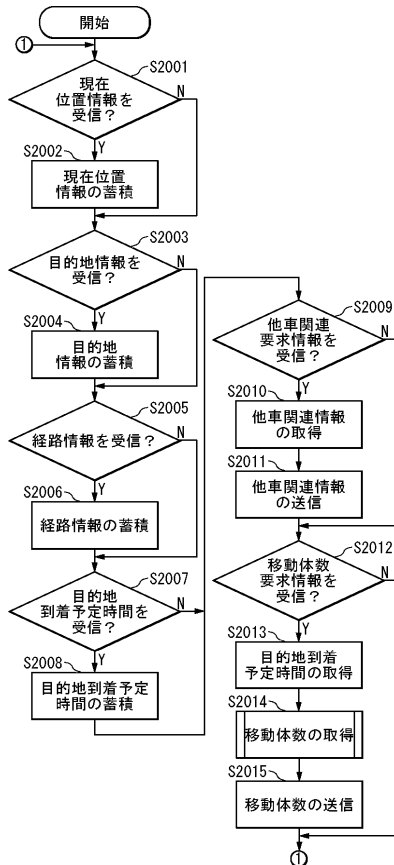 開始
①
S2001
現在
位置情報を
受信？
N
Y
S2002
現在位置
情報の蓄積
S2003
目的地情報を
受信？
N
Y
S2004
目的地
情報の蓄積
S2005
経路情報を受信？
N
Y
S2006
経路情報の蓄積
S2007
目的地
到着予定時間を
受信？
N
Y
S2008
目的地到着予定
時間の蓄積
S2009
他車関連
要求情報を
受信？
N
Y
S2010
他車関連情報
の取得
S2011
他車関連情報
の送信
S2012
移動体数
要求情報を
受信？
N
Y
S2013
目的地到着
予定時間の取得
S2014
移動体数の取得
S2015
移動体数の送信
①